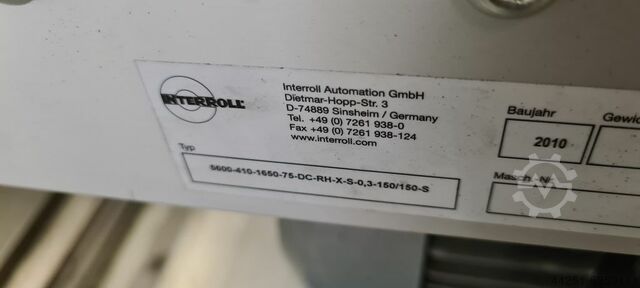 INTERROLL
Interroll Automation GmbH
Dietmar-Hopp-Str. 3
D-74889 Sinsheim / Germany
Tel. +49 (0) 7261 938-0
Fax +49 (0) 7261 938-124
www.interroll.com
Baujahr
2010
Typ
5600-410-1650-75-DC-RH-X-S-0,3-150/150-S